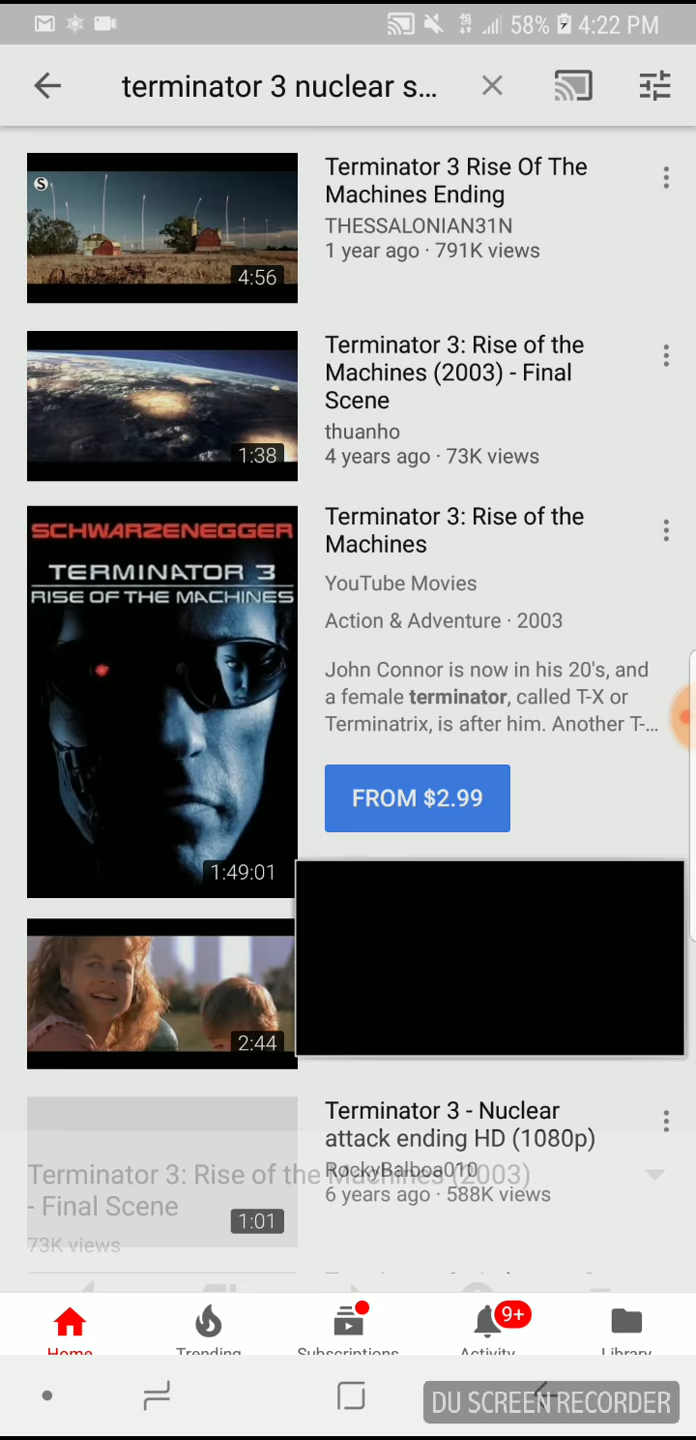 58% 4:22 PM
terminator 3 nuclear s...
Terminator 3 Rise Of The
Machines Ending
THESSALONIAN31N
1 year ago · 791K views
S
4:56
Terminator 3: Rise of the
Machines (2003) - Final
Scene
thuanho
4 years ago · 73K views
1:38
SCHWARZENEGGER
TERMINATOR 3
RISE OF THE MACHINES
1:49:01
Terminator 3: Rise of the
Machines
YouTube Movies
Action & Adventure · 2003
John Connor is now in his 20's, and
a female terminator, called T-X or
Terminatrix, is after him. Another T-...
FROM $2.99
2:44
Terminator 3 - Nuclear
attack ending HD (1080p)
RockyBalboa010
6 years ago · 588K views
1:01
Terminator 3: Rise of the Machines (2003)
- Final Scene
73K views
9+
Home Trending Subscriptions Activity Library
DU SCREEN RECORDER